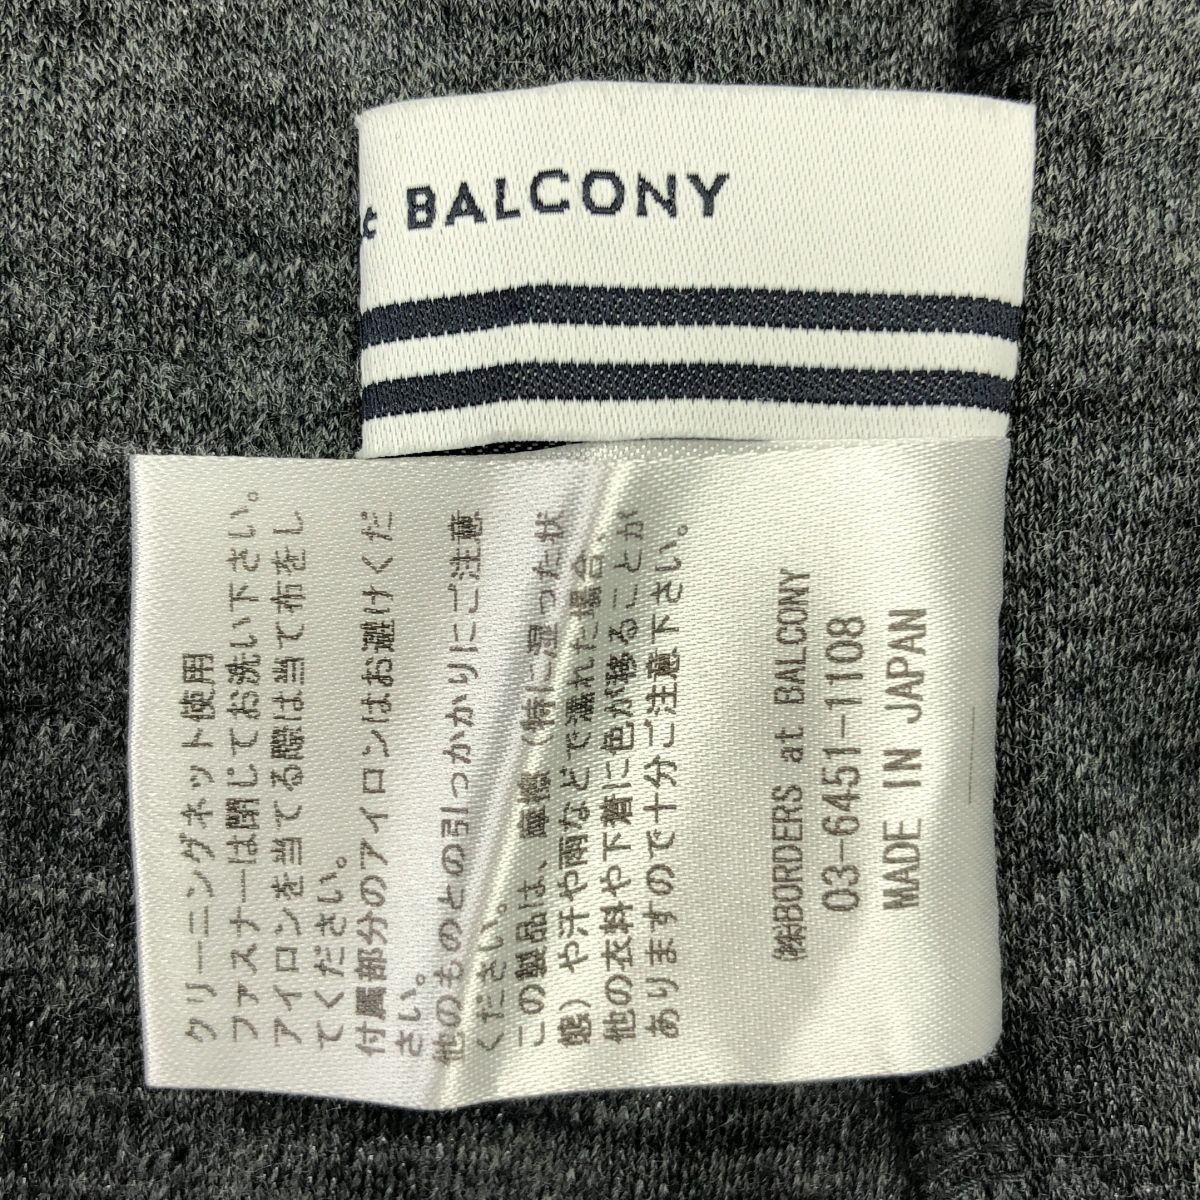 at BALCONY
クリーニングネット使用
ファスナーは閉じてお洗い下さい。
アイロンを当てる際は当て布をし
てください。
付属部分のアイロンはお避けくだ
さい。
他のものとの引っかかりにご注意
ください。
この製品は、摩擦（特に湿った状
態）や汗や雨などで濡れた場合、
他の衣料や下着に色が移ることが
ありますので十分ご注意下さい。
㈱BORDERS at BALCONY
03-6451-1108
MADE IN JAPAN